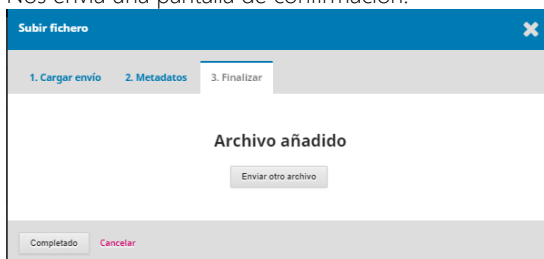 Nos envía una pantalla de confirmación.
Subir fichero
1. Cargar envío 2. Metadatos 3. Finalizar
Archivo añadido
Enviar otro archivo
Completado Cancelar